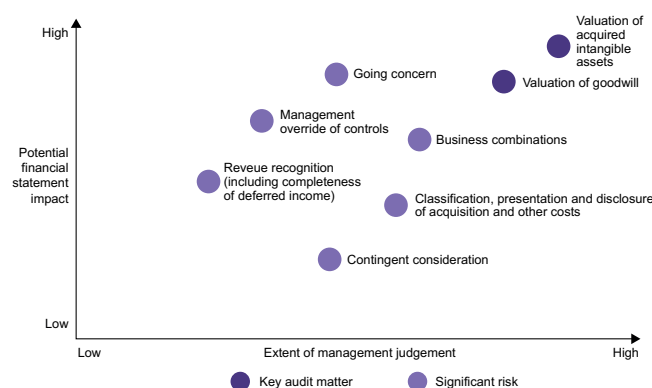 High
Valuation of
acquired
intangible
assets
Going concern
Valuation of goodwill
Management
override of controls
Business combinations
Potential
financial
statement
impact
Reveue recognition
(including completeness
of deferred income)
Classification, presentation and disclosure
of acquisition and other costs
Contingent consideration
Low
Low
Extent of management judgement
High
Key audit matter
Significant risk